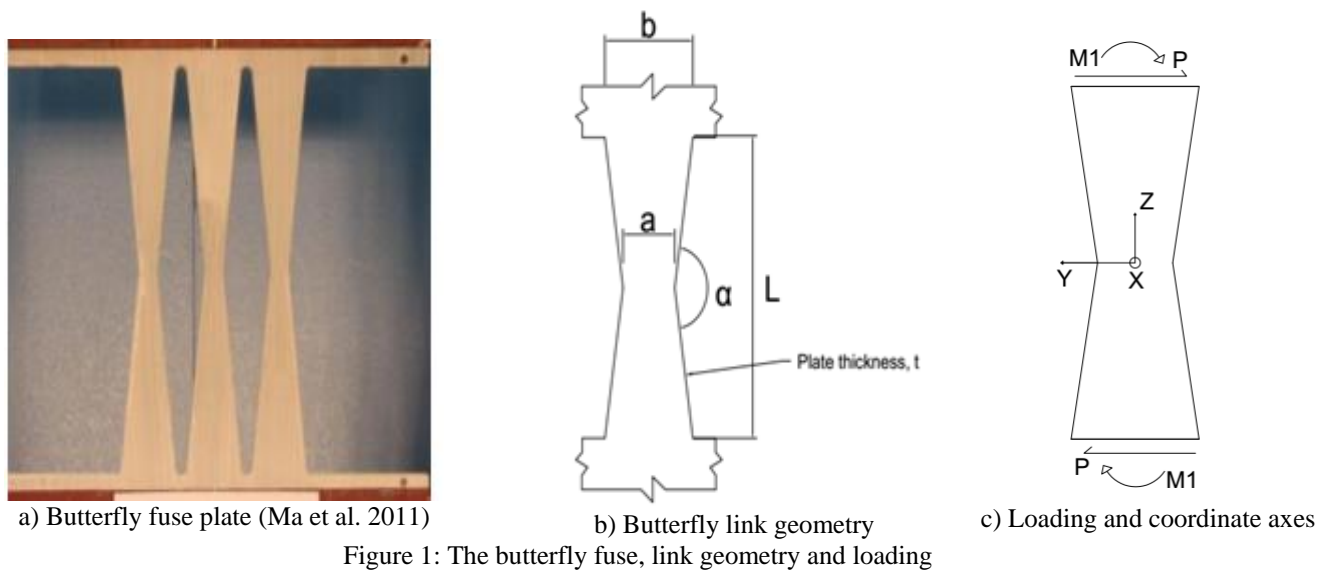 b
a
α
L
Plate thickness, t
M1
P
Z
Y
X
P
M1
a) Butterfly fuse plate (Ma et al. 2011)
b) Butterfly link geometry
c) Loading and coordinate axes
Figure 1: The butterfly fuse, link geometry and loading